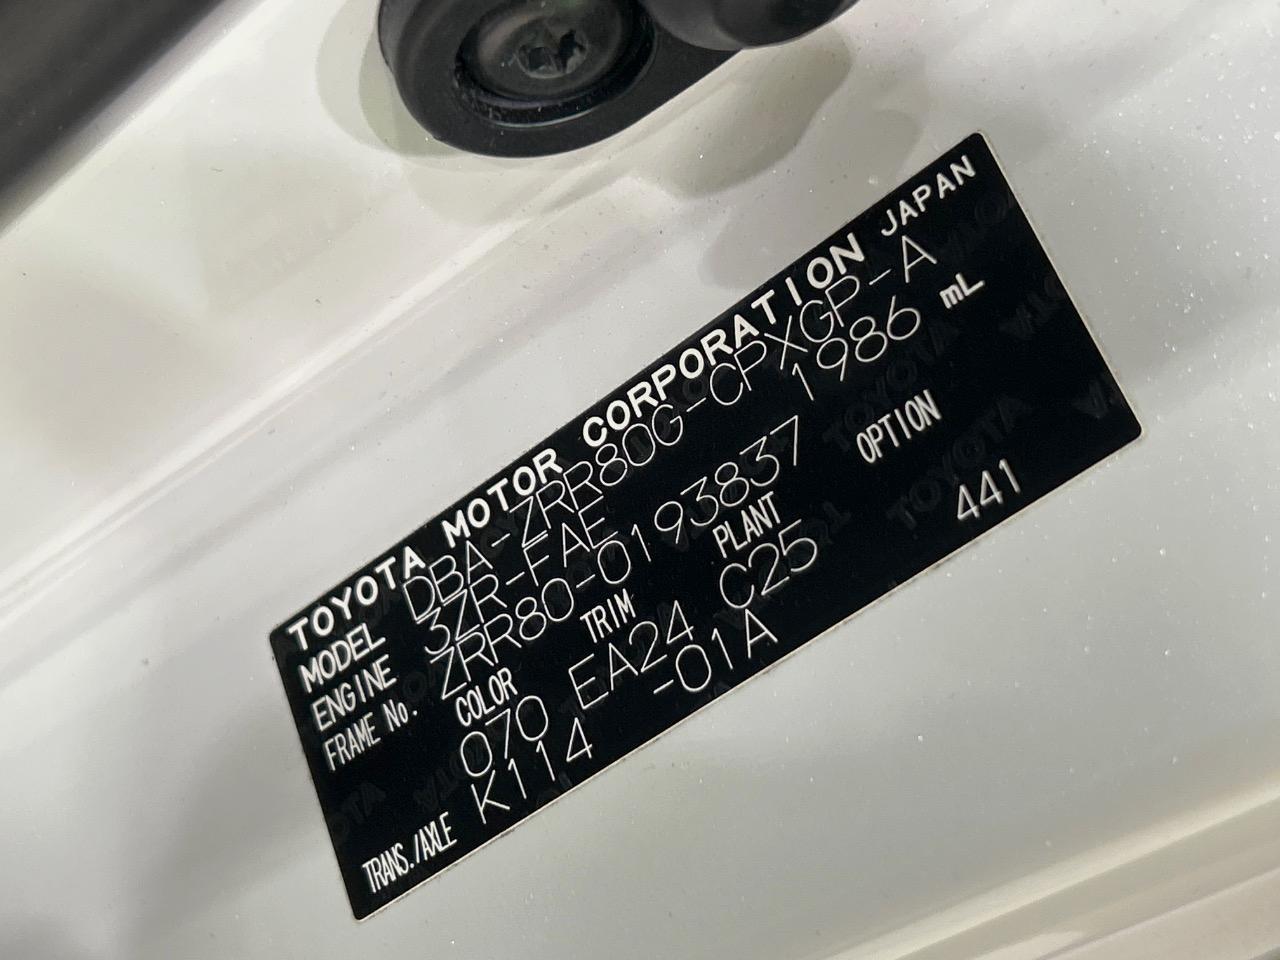 TOYOTA MOTOR CORPORATION JAPAN
MODEL DBA-ZRR80G-CPXGP-A
ENGINE 3ZR-FAE 1986 mL
FRAME No. ZRR80-0193837
COLOR TRIM PLANT OPTION
070 EA24 C25 441
TRANS./AXLE K114 -01A